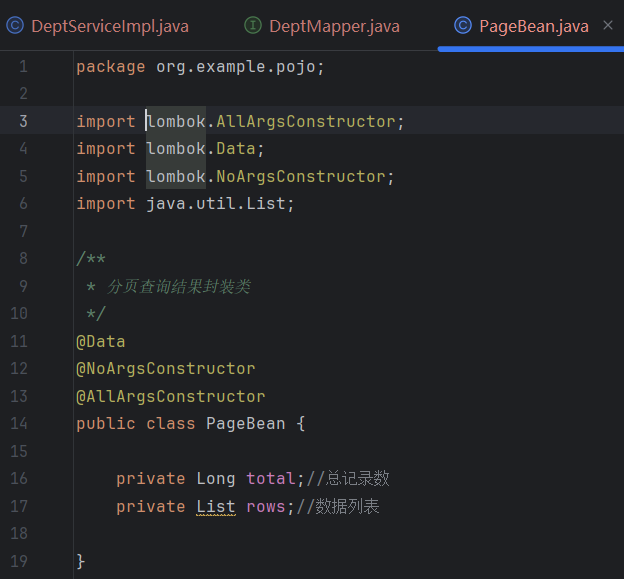 DeptServiceImpl.java DeptMapper.java PageBean.java
1 package org.example.pojo;
2
3 import lombok.AllArgsConstructor;
4 import lombok.Data;
5 import lombok.NoArgsConstructor;
6 import java.util.List;
7
8 /**
9 * 分页查询结果封装类
10 */
11 @Data
12 @NoArgsConstructor
13 @AllArgsConstructor
14 public class PageBean {
15
16 private Long total;//总记录数
17 private List rows;//数据列表
18
19 }